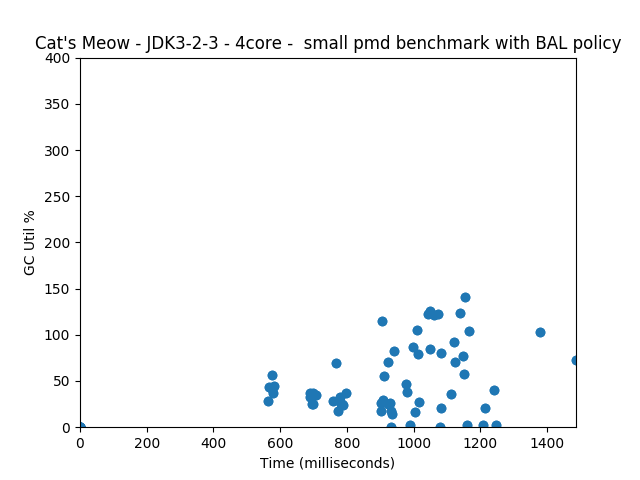 Cat's Meow - JDK3-2-3 - 4core -  small pmd benchmark with BAL policy
400
350
300
250
200
150
100
50
0
GC Util %
0 200 400 600 800 1000 1200 1400
Time (milliseconds)